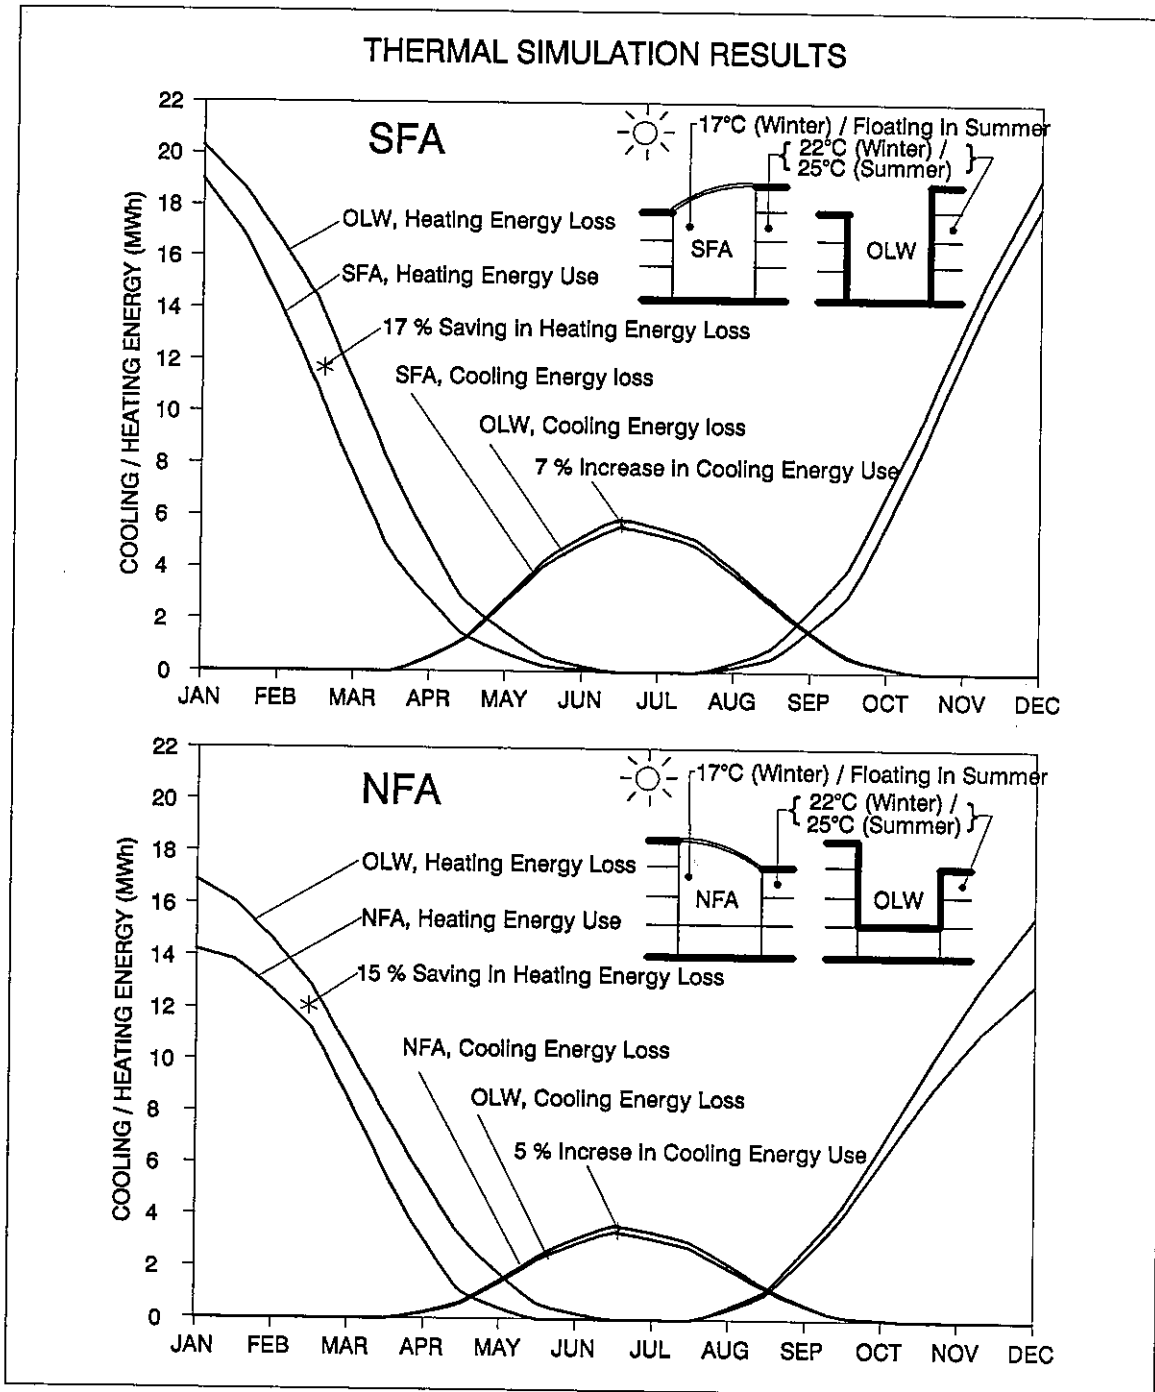 THERMAL SIMULATION RESULTS
COOLING / HEATING ENERGY (MWh)
22
20
18
16
14
12
10
8
6
4
2
0
SFA
17°C (Winter) / Floating in Summer
{ 22°C (Winter) / }
25°C (Summer)
SFA
OLW
OLW, Heating Energy Loss
SFA, Heating Energy Use
17 % Saving in Heating Energy Loss
SFA, Cooling Energy loss
OLW, Cooling Energy loss
7 % Increase in Cooling Energy Use
JAN FEB MAR APR MAY JUN JUL AUG SEP OCT NOV DEC
COOLING / HEATING ENERGY (MWh)
22
20
18
16
14
12
10
8
6
4
2
0
NFA
17°C (Winter) / Floating in Summer
{ 22°C (Winter) / }
25°C (Summer)
NFA
OLW
OLW, Heating Energy Loss
NFA, Heating Energy Use
15 % Saving in Heating Energy Loss
NFA, Cooling Energy Loss
OLW, Cooling Energy Loss
5 % Increse in Cooling Energy Use
JAN FEB MAR APR MAY JUN JUL AUG SEP OCT NOV DEC